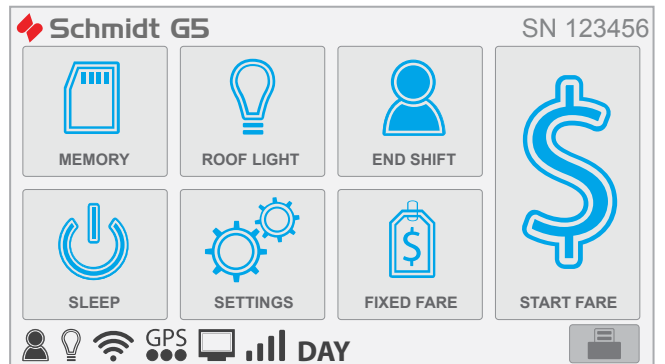 Schmidt G5 SN 123456
MEMORY ROOF LIGHT END SHIFT
SLEEP SETTINGS FIXED FARE START FARE
GPS DAY